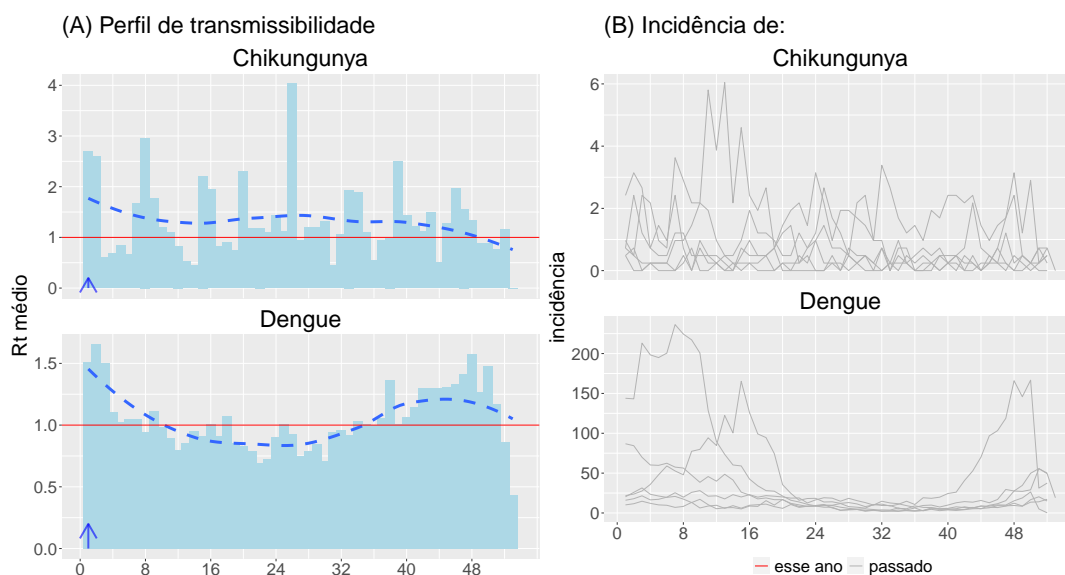 (A) Perfil de transmissibilidade
Chikungunya
4
3
2
1
0
Dengue
1.5
1.0
0.5
0.0
0 8 16 24 32 40 48
Rt médio
(B) Incidência de:
Chikungunya
6
4
2
0
Dengue
200
150
100
50
0
0 8 16 24 32 40 48
incidência
esse ano passado